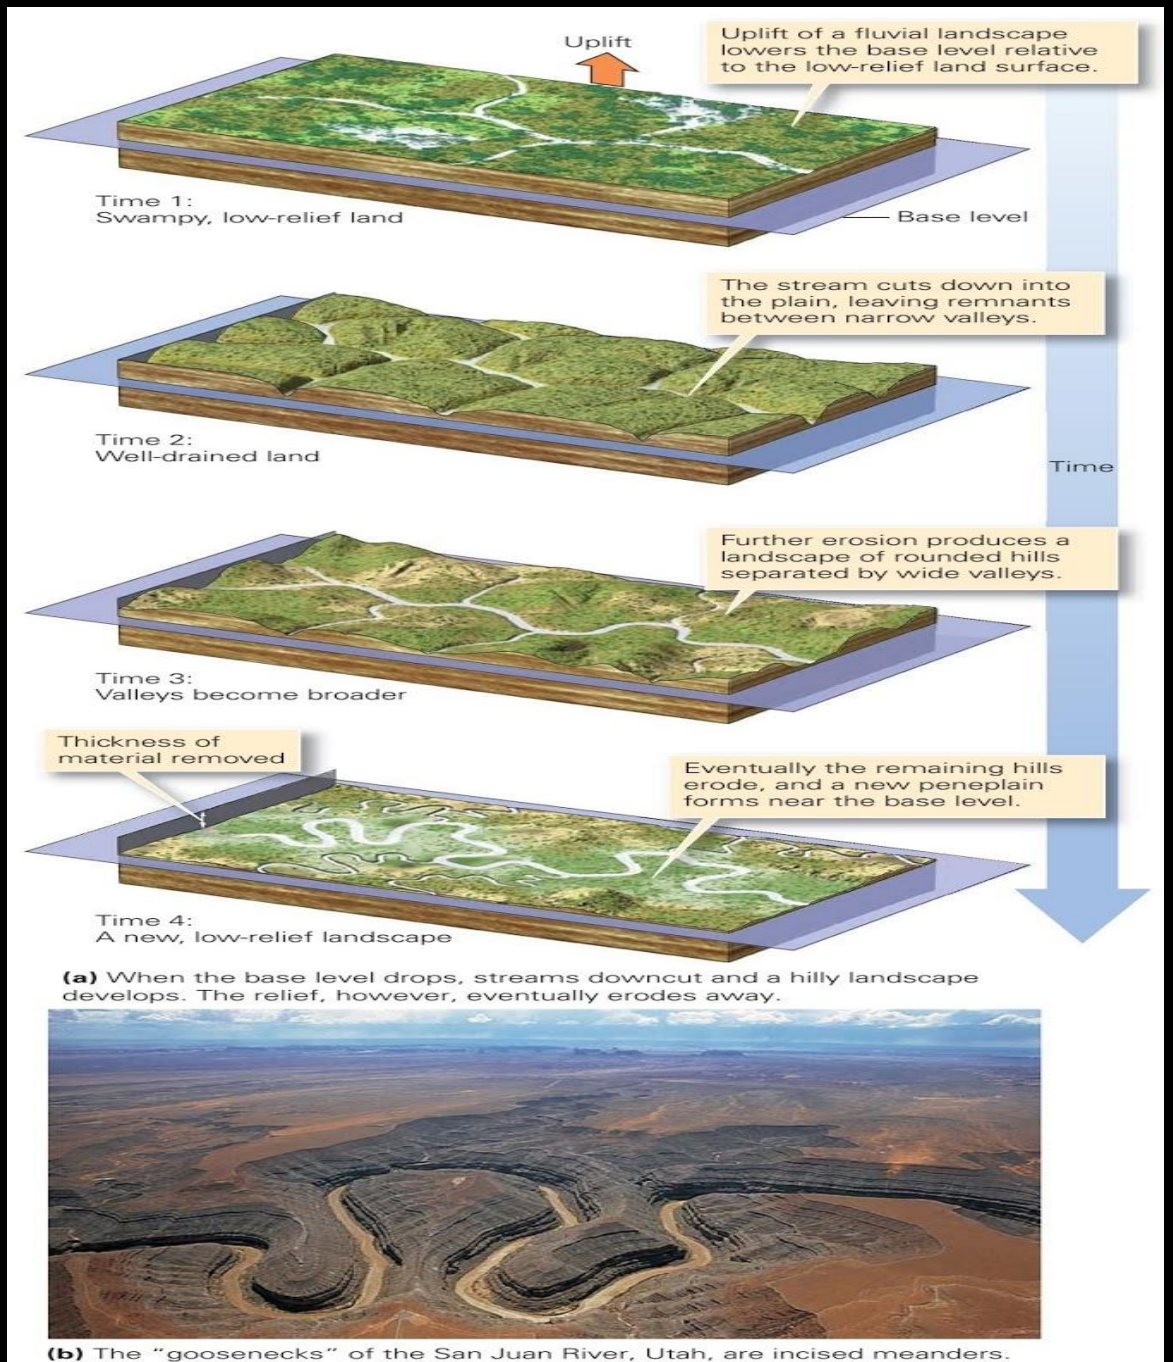 Uplift
Uplift of a fluvial landscape
lowers the base level relative
to the low-relief land surface.
Time 1:
Swampy, low-relief land
Base level
The stream cuts down into
the plain, leaving remnants
between narrow valleys.
Time 2:
Well-drained land
Time
Further erosion produces a
landscape of rounded hills
separated by wide valleys.
Time 3:
Valleys become broader
Thickness of
material removed
Eventually the remaining hills
erode, and a new peneplain
forms near the base level.
Time 4:
A new, low-relief landscape
(a) When the base level drops, streams downcut and a hilly landscape
develops. The relief, however, eventually erodes away.
(b) The "goosenecks" of the San Juan River, Utah, are incised meanders.